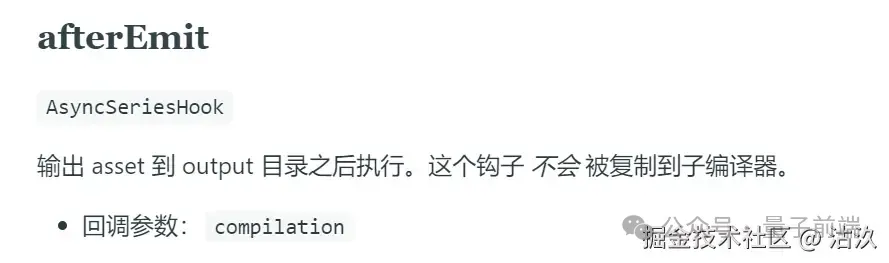 afterEmit
AsyncSeriesHook
输出 asset 到 output 目录之后执行。这个钩子 不会 被复制到子编译器。
• 回调参数： compilation
公众号 · 量子前端
掘金技术社区 @ 沽汣